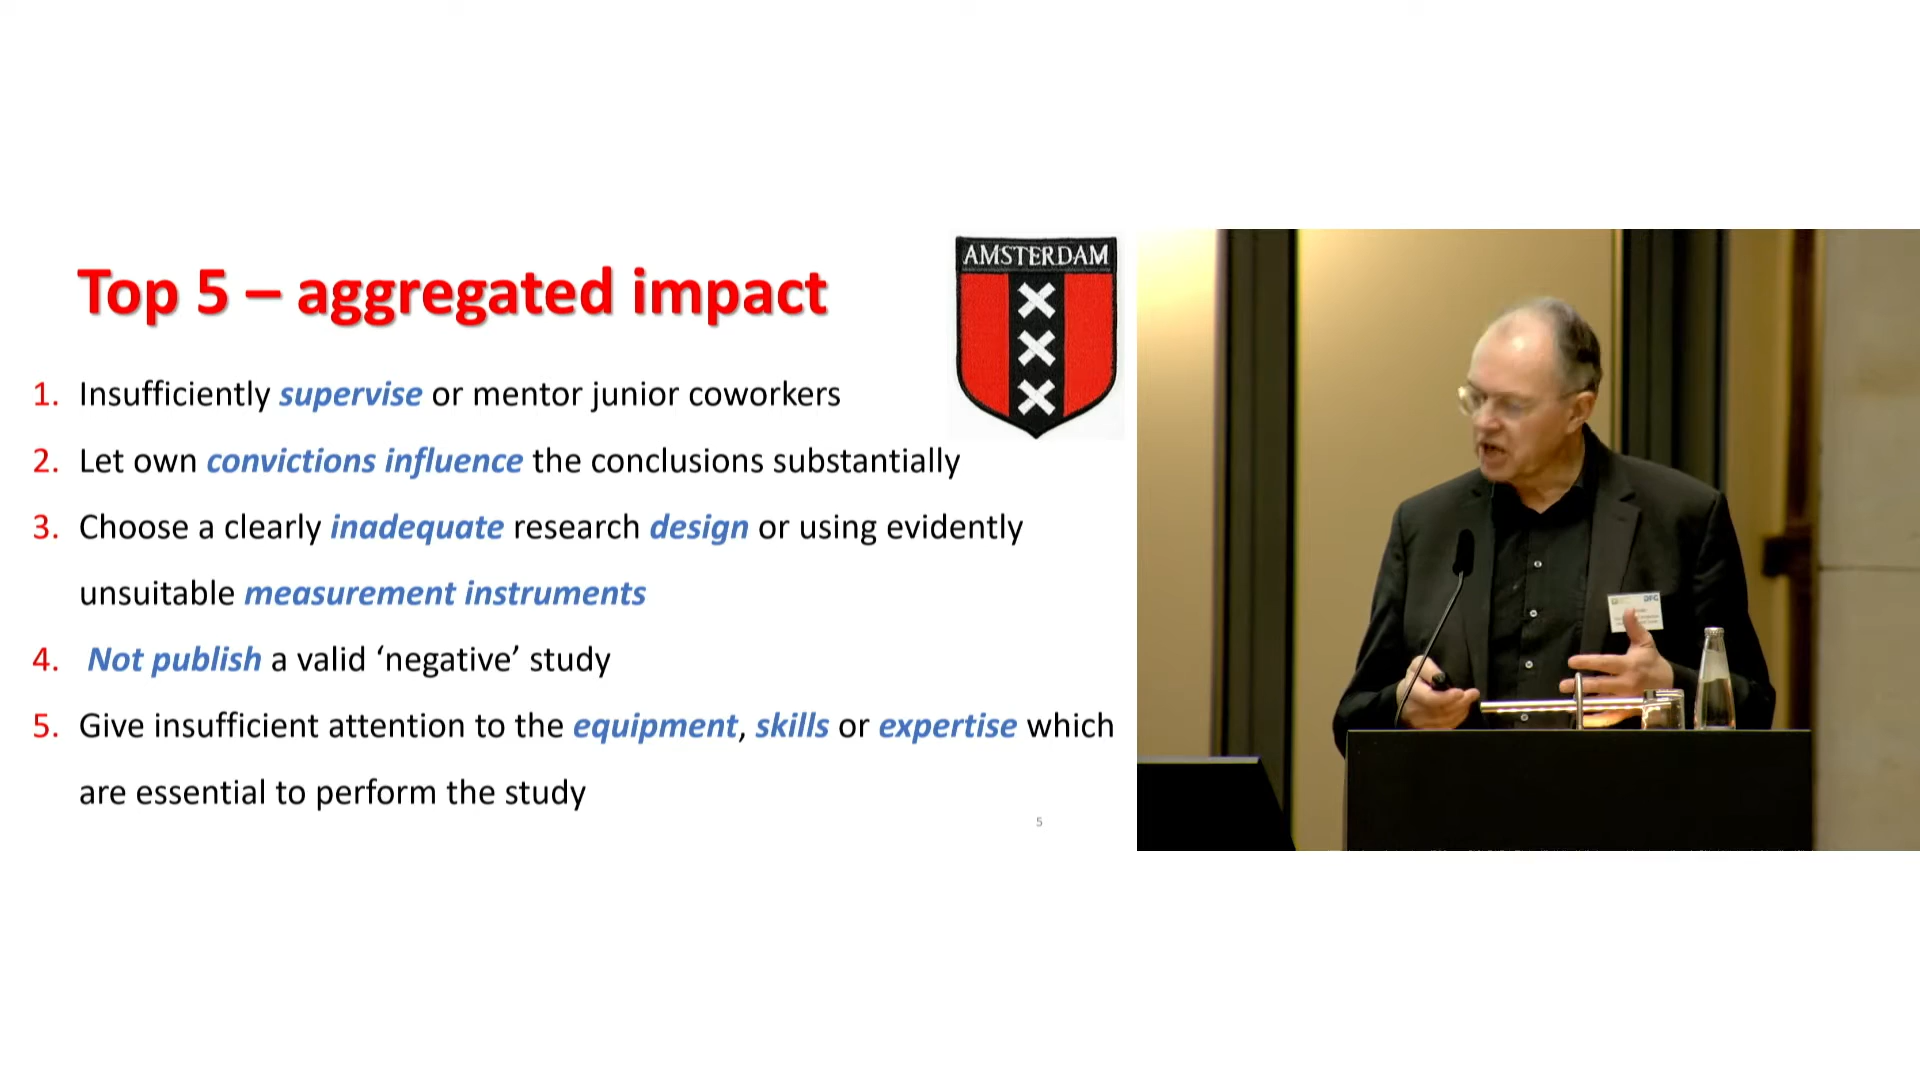 Top 5 – aggregated impact
AMSTERDAM
1. Insufficiently supervise or mentor junior coworkers
2. Let own convictions influence the conclusions substantially
3. Choose a clearly inadequate research design or using evidently
unsuitable measurement instruments
4. Not publish a valid ‘negative’ study
5. Give insufficient attention to the equipment, skills or expertise which
are essential to perform the study
5
DFG